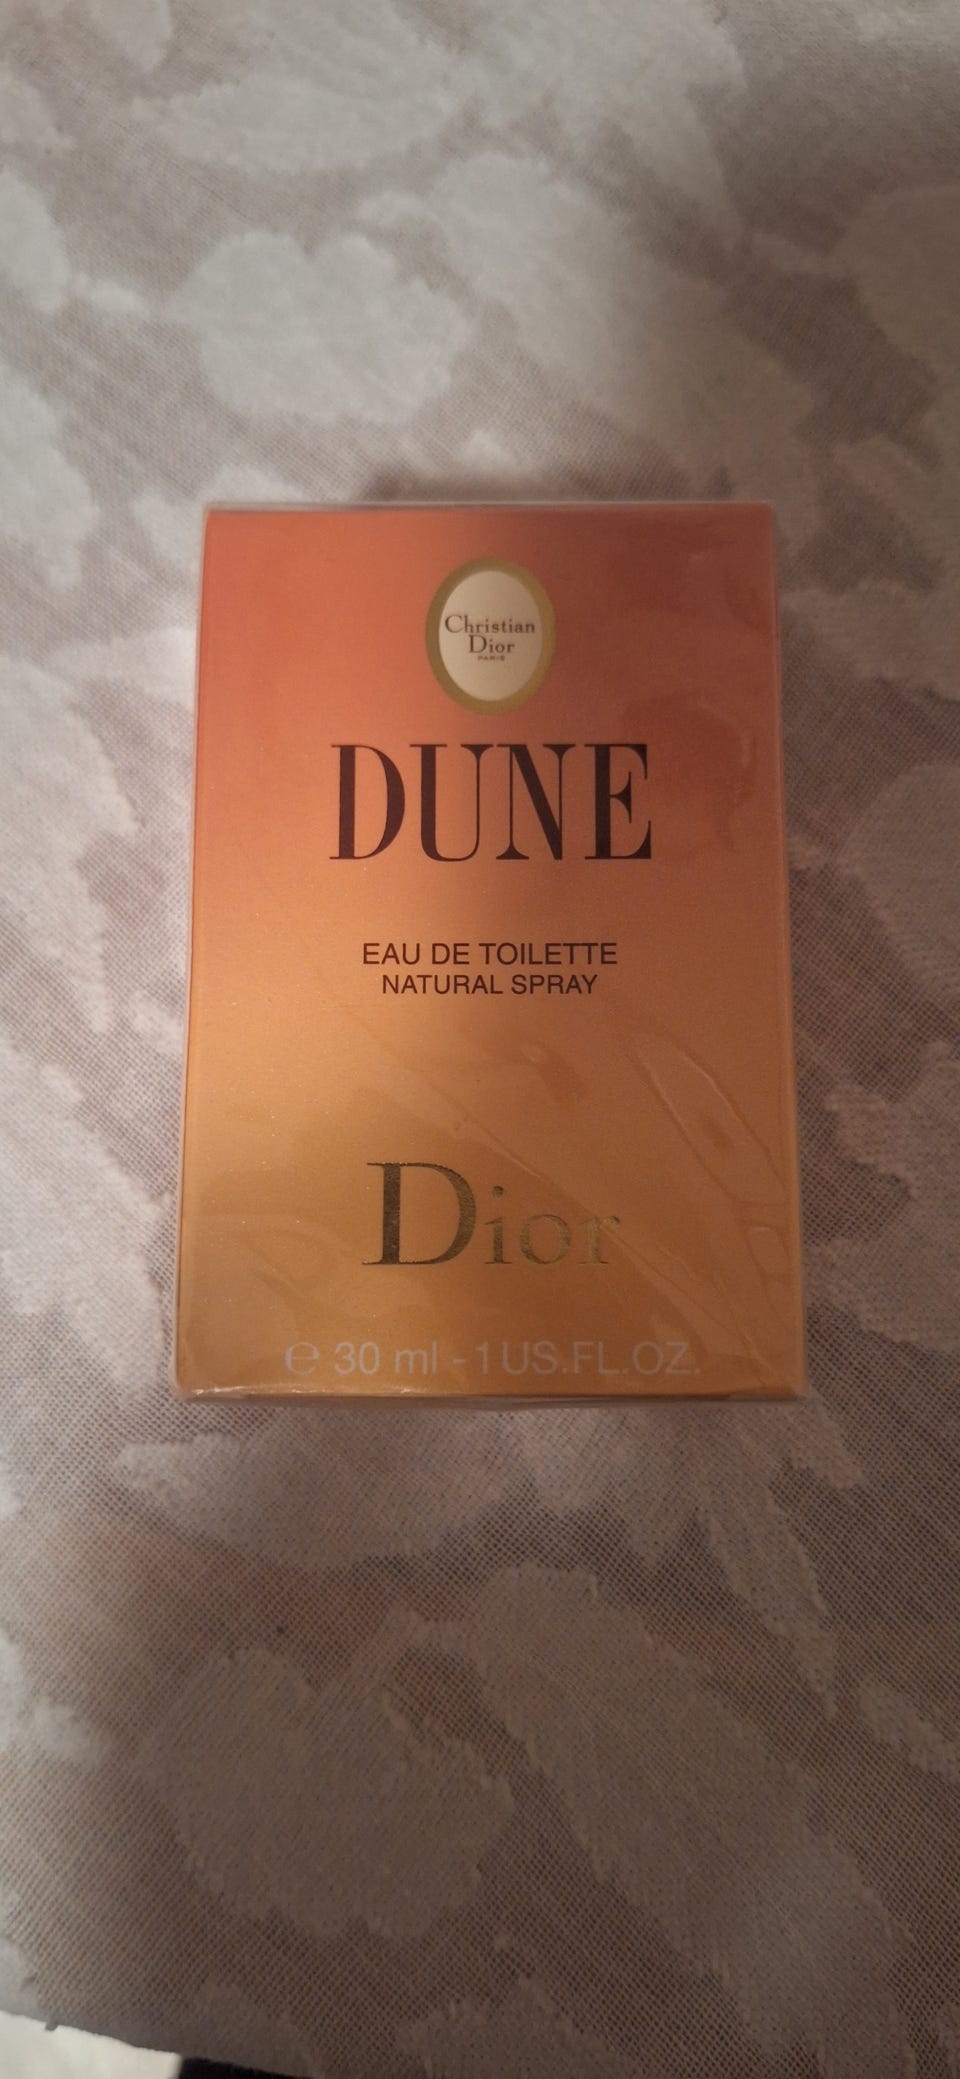 Christian
Dior
PARIS
DUNE
EAU DE TOILETTE
NATURAL SPRAY
Dior
℮ 30 ml - 1 US.FL.OZ.